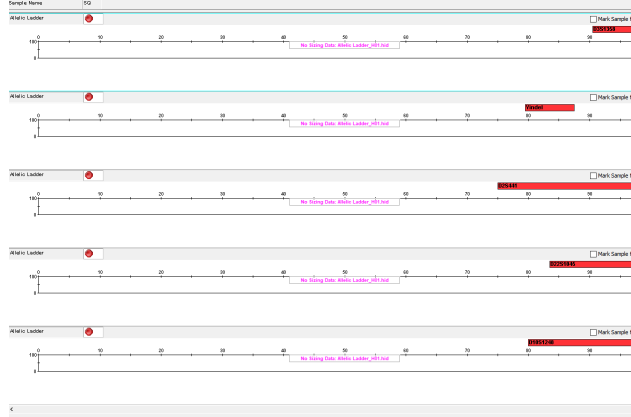 Sample Name SQ
Allelic Ladder Mark Sample
D3S1358
0 10 20 30 40 50 60 70 80 90
100
No Sizing Data: Allelic Ladder_H01.hid
0
Allelic Ladder Mark Sample
Yindel
0 10 20 30 40 50 60 70 80 90
100
No Sizing Data: Allelic Ladder_H01.hid
0
Allelic Ladder Mark Sample
D2S441
0 10 20 30 40 50 60 70 80 90
100
No Sizing Data: Allelic Ladder_H01.hid
0
Allelic Ladder Mark Sample
D22S1045
0 10 20 30 40 50 60 70 80 90
100
No Sizing Data: Allelic Ladder_H01.hid
0
Allelic Ladder Mark Sample
D10S1248
0 10 20 30 40 50 60 70 80 90
100
No Sizing Data: Allelic Ladder_H01.hid
0
<